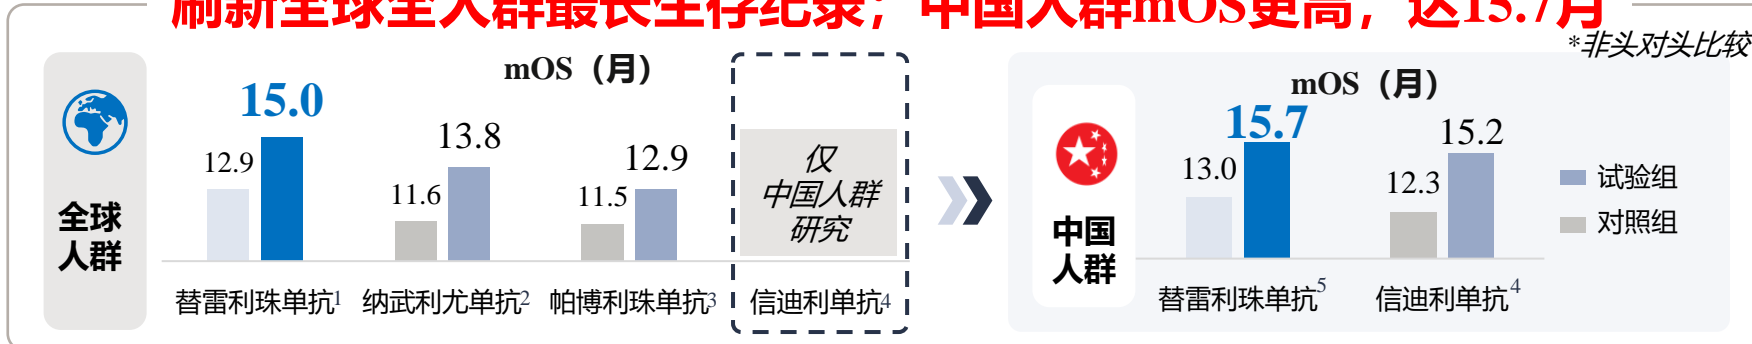 刷新全球全人群最长生存纪录；中国人群mOS更高，达15.7月
*非头对头比较
全球
人群
mOS（月）
15.0
12.9
13.8
11.6
12.9
11.5
仅
中国人群
研究
替雷利珠单抗1
纳武利尤单抗2
帕博利珠单抗3
信迪利单抗4
中国
人群
mOS（月）
15.7
13.0
15.2
12.3
替雷利珠单抗5
信迪利单抗4
试验组
对照组